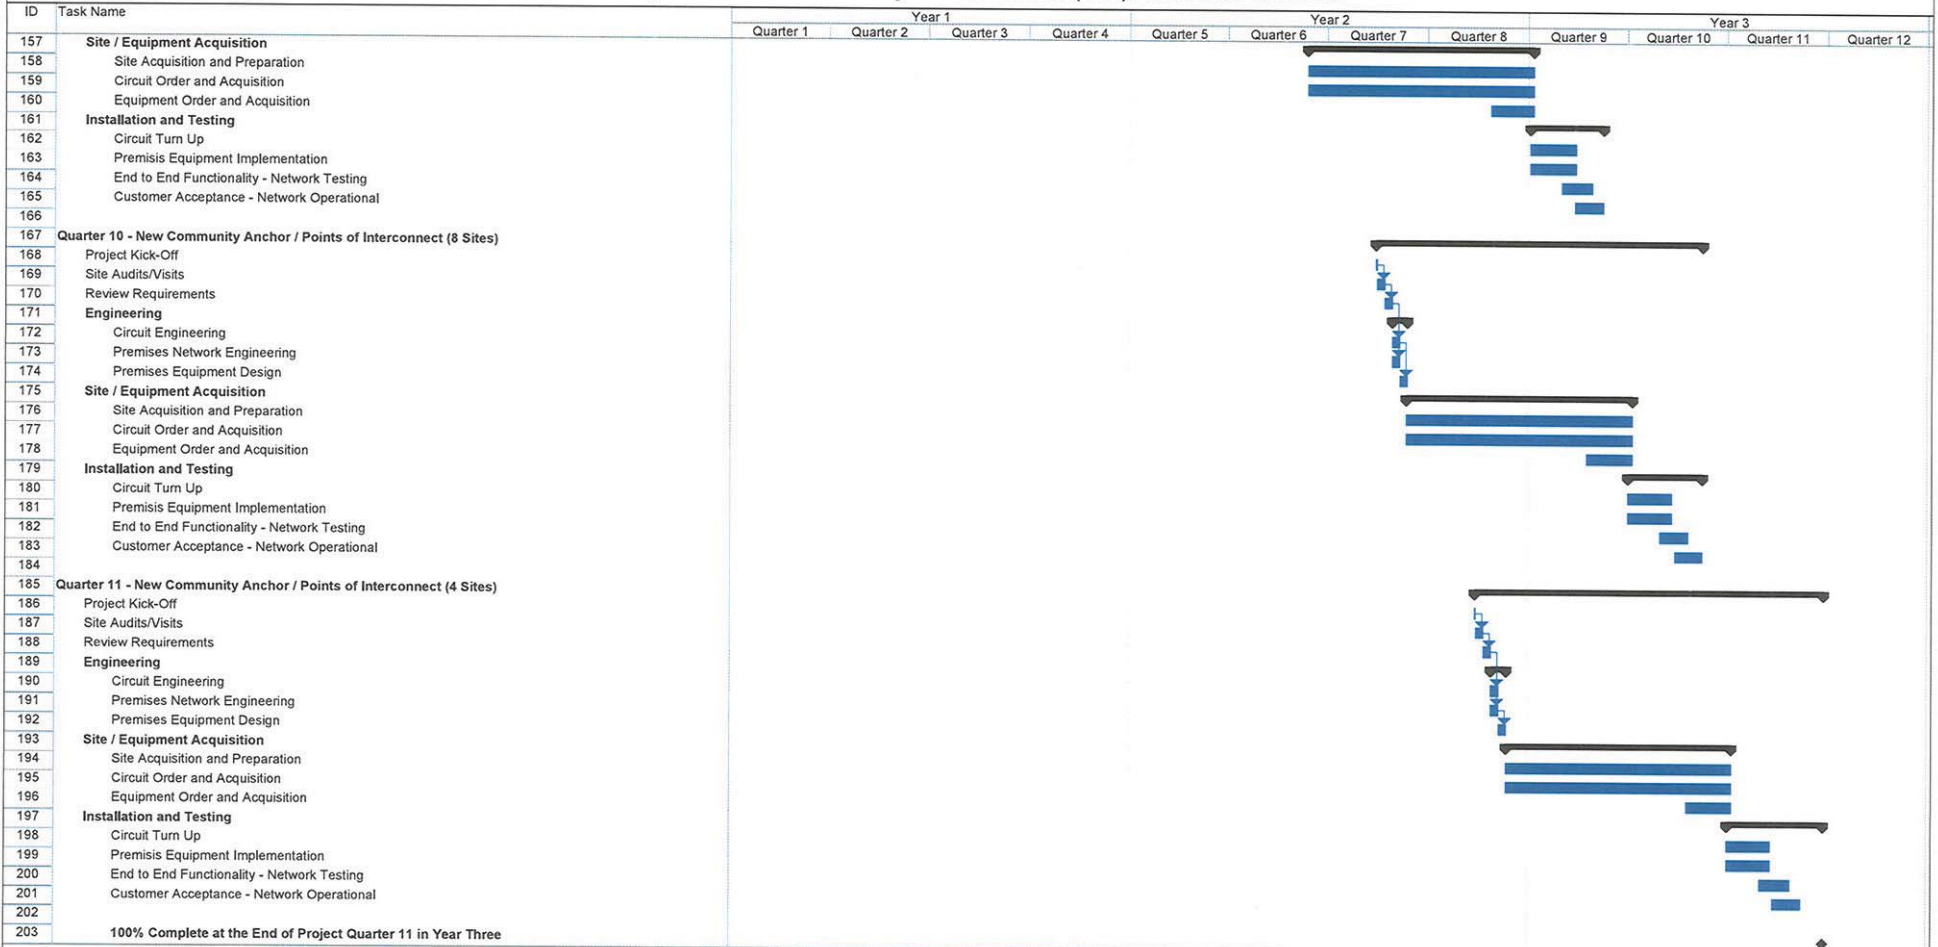 ID Task Name Year 1 Year 2 Year 3
Quarter 1 Quarter 2 Quarter 3 Quarter 4 Quarter 5 Quarter 6 Quarter 7 Quarter 8 Quarter 9 Quarter 10 Quarter 11 Quarter 12
157 Site / Equipment Acquisition
158 Site Acquisition and Preparation
159 Circuit Order and Acquisition
160 Equipment Order and Acquisition
161 Installation and Testing
162 Circuit Turn Up
163 Premisis Equipment Implementation
164 End to End Functionality - Network Testing
165 Customer Acceptance - Network Operational
166
167 Quarter 10 - New Community Anchor / Points of Interconnect (8 Sites)
168 Project Kick-Off
169 Site Audits/Visits
170 Review Requirements
171 Engineering
172 Circuit Engineering
173 Premises Network Engineering
174 Premises Equipment Design
175 Site / Equipment Acquisition
176 Site Acquisition and Preparation
177 Circuit Order and Acquisition
178 Equipment Order and Acquisition
179 Installation and Testing
180 Circuit Turn Up
181 Premisis Equipment Implementation
182 End to End Functionality - Network Testing
183 Customer Acceptance - Network Operational
184
185 Quarter 11 - New Community Anchor / Points of Interconnect (4 Sites)
186 Project Kick-Off
187 Site Audits/Visits
188 Review Requirements
189 Engineering
190 Circuit Engineering
191 Premises Network Engineering
192 Premises Equipment Design
193 Site / Equipment Acquisition
194 Site Acquisition and Preparation
195 Circuit Order and Acquisition
196 Equipment Order and Acquisition
197 Installation and Testing
198 Circuit Turn Up
199 Premisis Equipment Implementation
200 End to End Functionality - Network Testing
201 Customer Acceptance - Network Operational
202
203 100% Complete at the End of Project Quarter 11 in Year Three